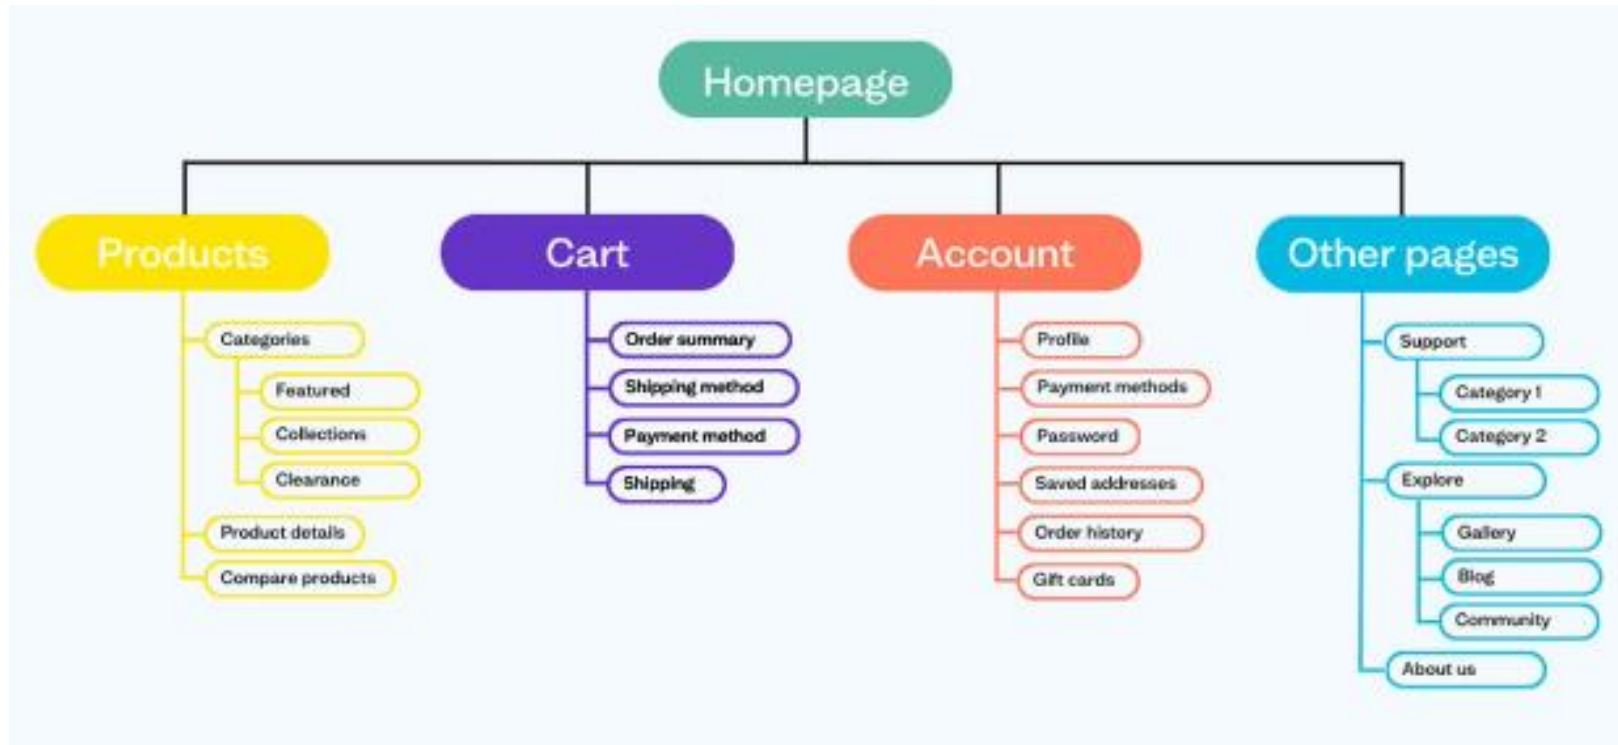 Homepage
Products
Cart
Account
Other pages
Categories
Featured
Collections
Clearance
Product details
Compare products
Order summary
Shipping method
Payment method
Shipping
Profile
Payment methods
Password
Saved addresses
Order history
Gift cards
Support
Category 1
Category 2
Explore
Gallery
Blog
Community
About us